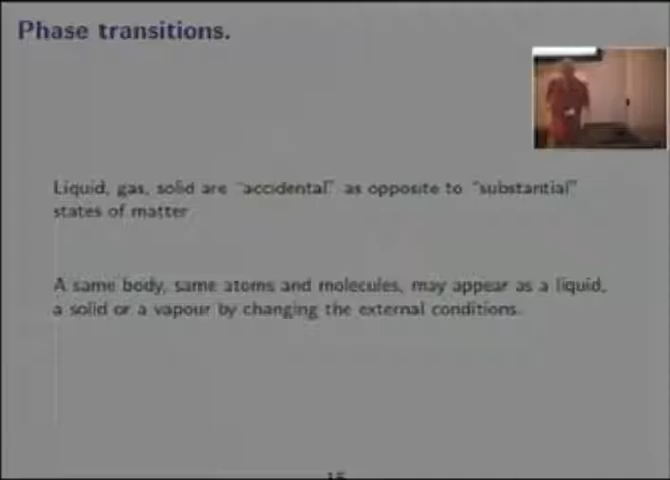 Phase transitions.
Liquid, gas, solid are "accidental" as opposite to "substantial"
states of matter
A same body, same atoms and molecules, may appear as a liquid,
a solid or a vapour by changing the external conditions.